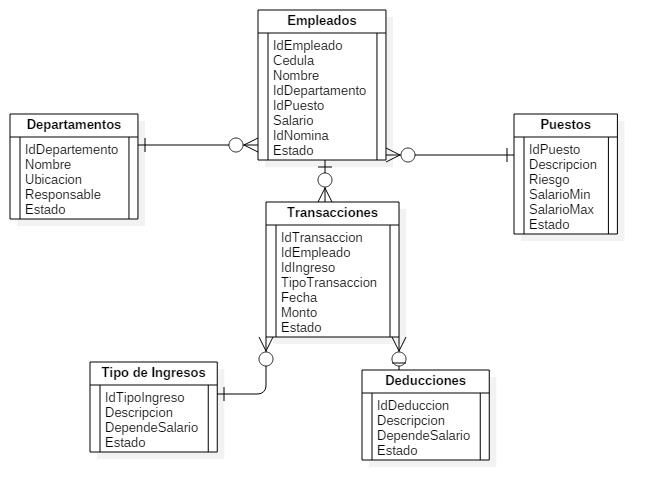 Empleados
IdEmpleado
Cedula
Nombre
IdDepartamento
IdPuesto
Salario
IdNomina
Estado
Departamentos
IdDepartemento
Nombre
Ubicacion
Responsable
Estado
Puestos
IdPuesto
Descripcion
Riesgo
SalarioMin
SalarioMax
Estado
Transacciones
IdTransaccion
IdEmpleado
IdIngreso
TipoTransaccion
Fecha
Monto
Estado
Tipo de Ingresos
IdTipoIngreso
Descripcion
DependeSalario
Estado
Deducciones
IdDeduccion
Descripcion
DependeSalario
Estado